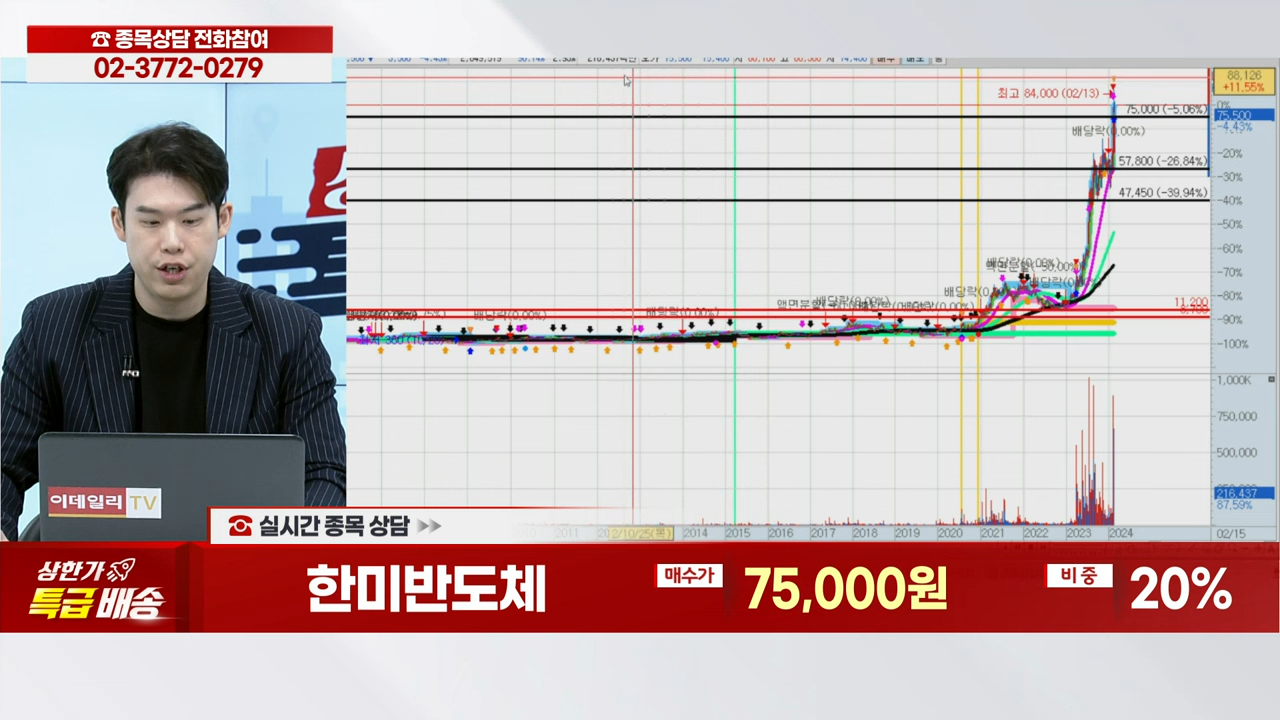 ☎ 종목상담 전화참여
02-3772-0279
88,126
+11.55%
최고 84,000 (02/13)
0%
75,000 (-5.06%)
75,500
-4.43%
배당락(0.00%)
-20%
57,800 (-26.84%)
-30%
47,450 (-39.94%)
-40%
-50%
-60%
-70%
-80%
11,200
-90%
-100%
1,000K
750,000
500,000
216,437
87.59%
2011
2014 2015 2016 2017 2018 2019 2020 2021 2022 2023 2024
02/15
이데일리 TV
☎ 실시간 종목 상담
상한가
특급 배송
한미반도체
매수가
75,000원
비중
20%